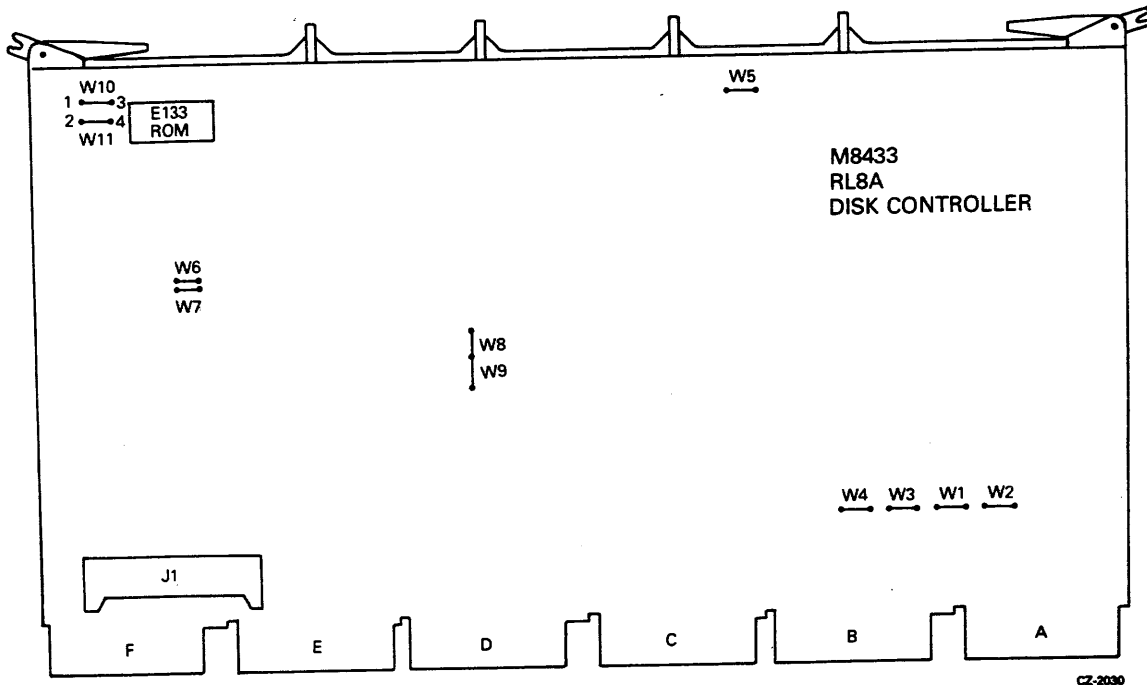 W10
1 3
2 4
W11
E133
ROM
W5
M8433
RL8A
DISK CONTROLLER
W6
W7
W8
W9
W4 W3 W1 W2
J1
F E D C B A
CZ-2030